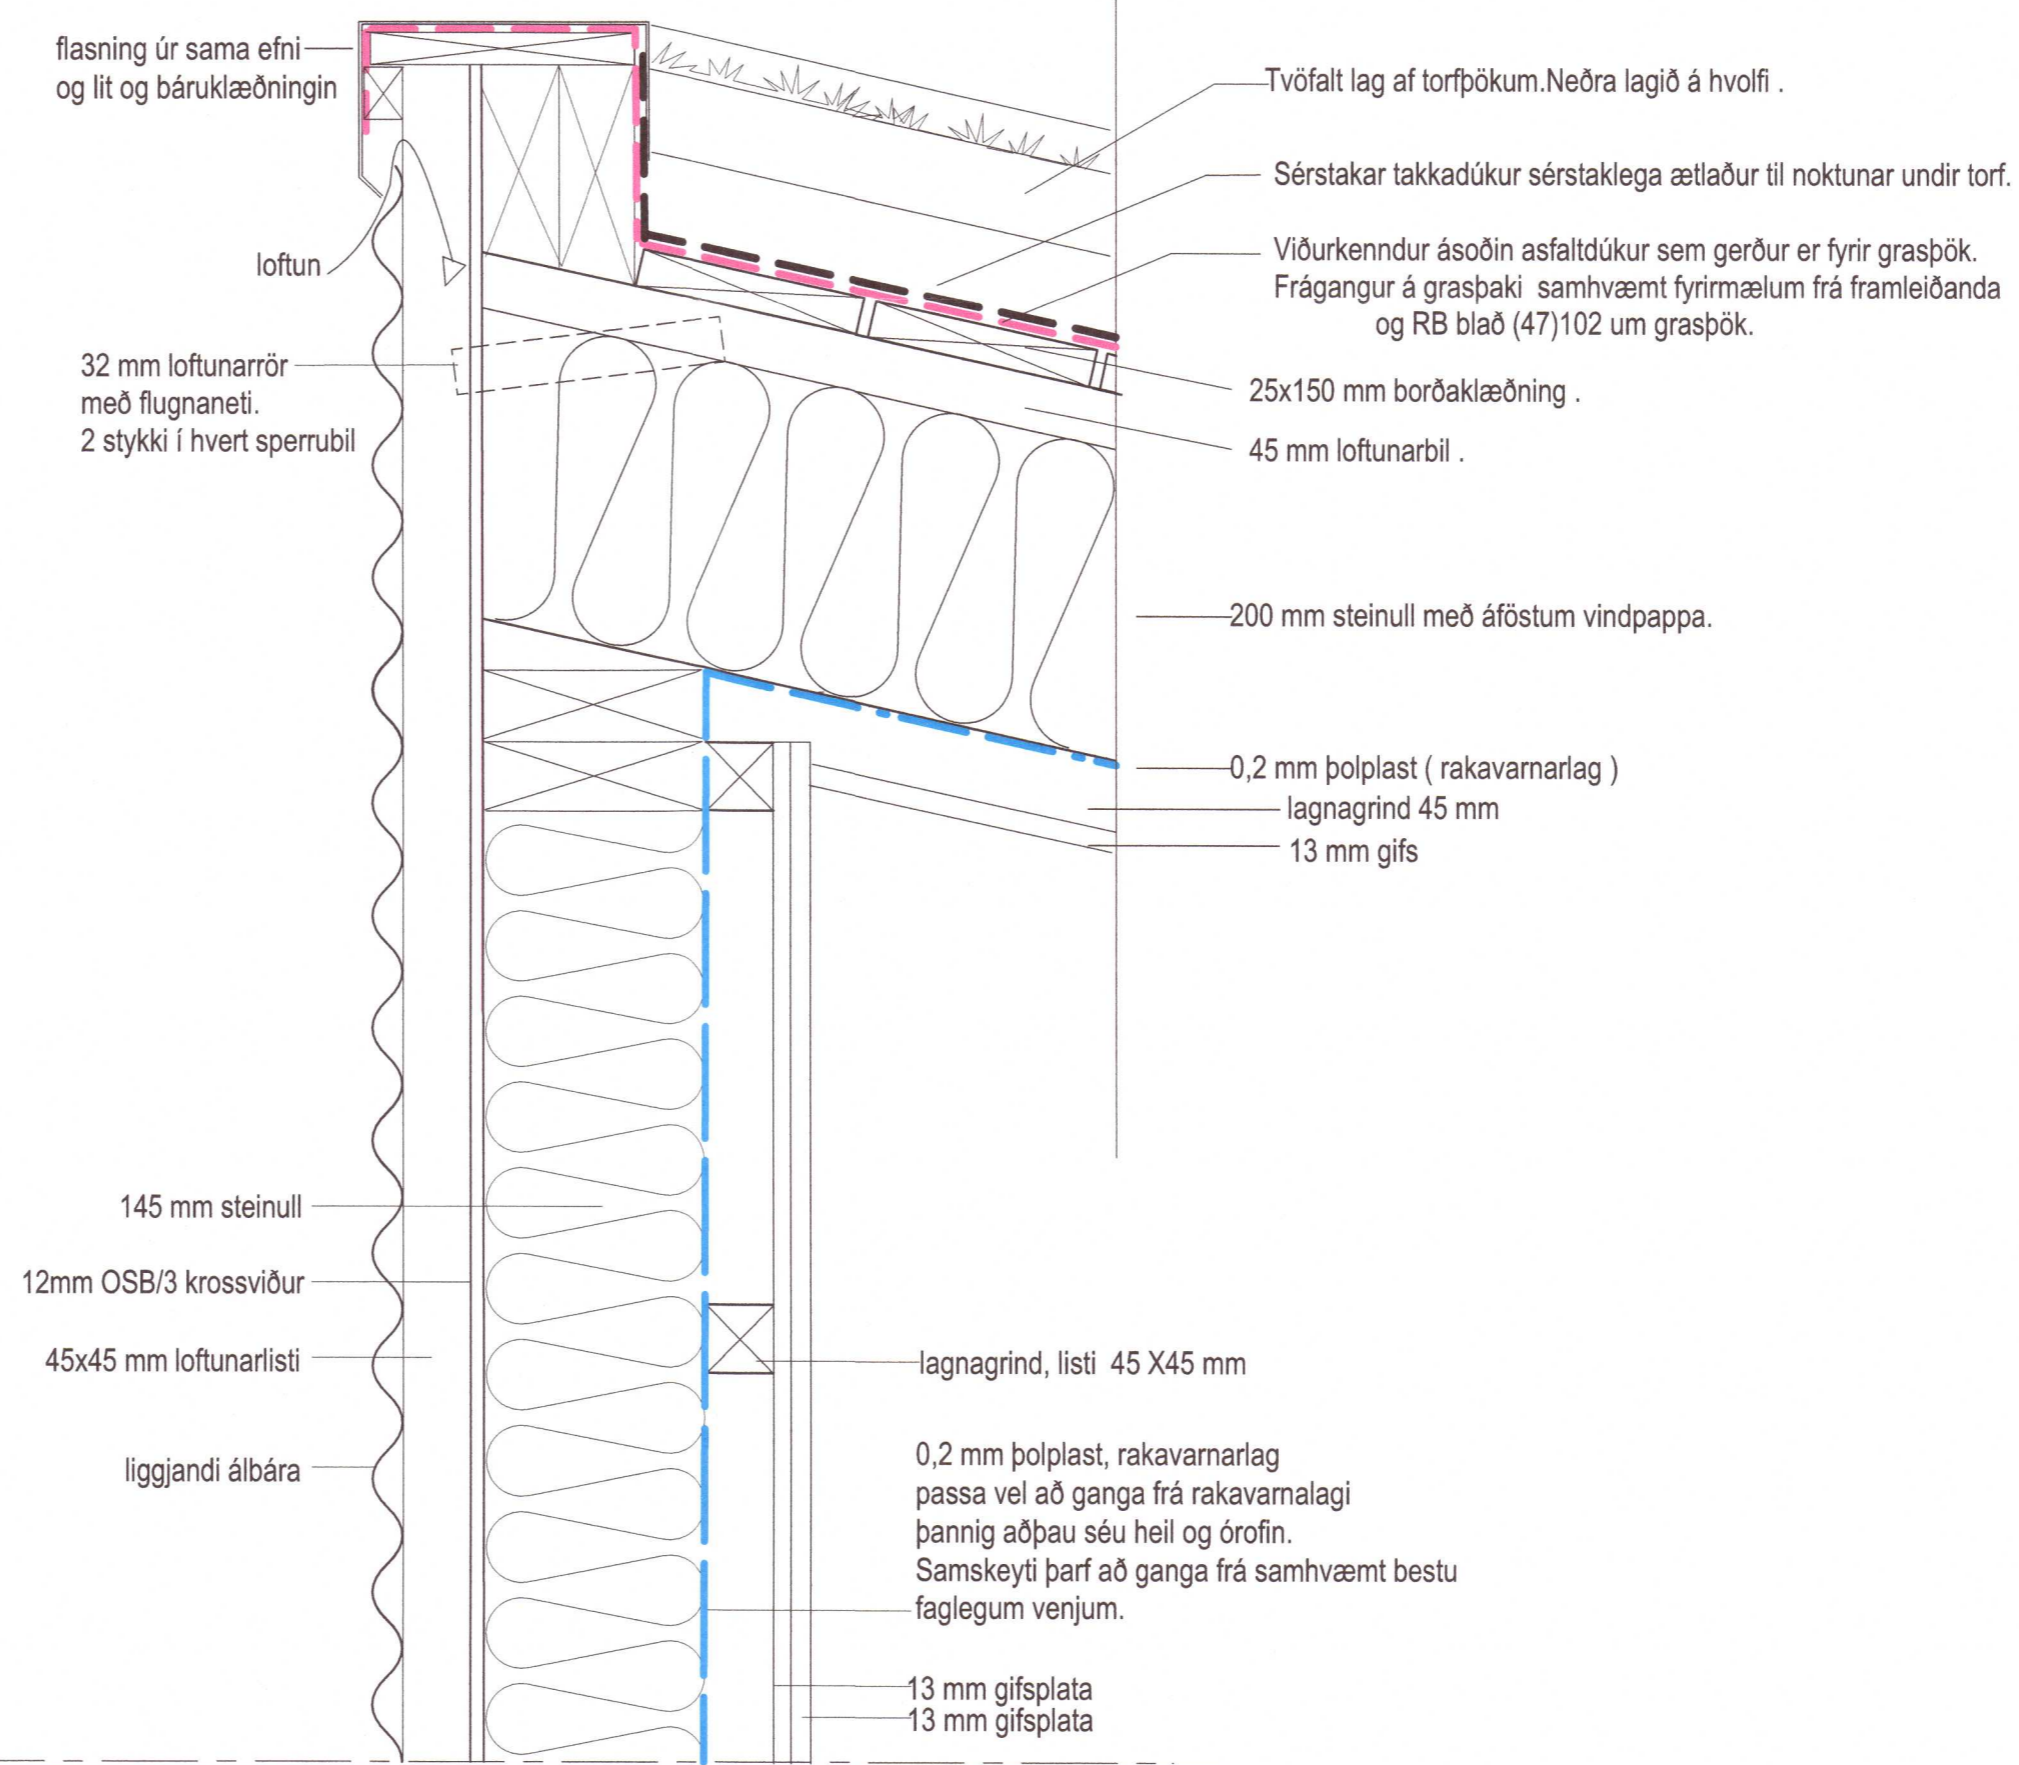 flasning úr sama efni
og lit og báruklæðningin
loftun
32 mm loftunarrör
með flugnaneti.
2 stykki í hvert sperrubil
145 mm steinull
12mm OSB/3 krossviður
45x45 mm loftunarlisti
liggjandi álbára
Tvöfalt lag af torfþökum.Neðra lagið á hvolfi .
Sérstakar takkadúkur sérstaklega ætlaður til noktunar undir torf.
Viðurkenndur ásoðin asfaltdúkur sem gerður er fyrir grasþök.
Frágangur á grasþaki samhvæmt fyrirmælum frá framleiðanda
og RB blað (47)102 um grasþök.
25x150 mm borðaklæðning .
45 mm loftunarbil .
200 mm steinull með áföstum vindpappa.
0,2 mm þolplast ( rakavarnarlag )
lagnagrind 45 mm
13 mm gifs
lagnagrind, listi 45 X45 mm
0,2 mm þolplast, rakavarnarlag
passa vel að ganga frá rakavarnalagi
þannig aðþau séu heil og órofin.
Samskeyti þarf að ganga frá samhvæmt bestu
faglegum venjum.
13 mm gifsplata
13 mm gifsplata